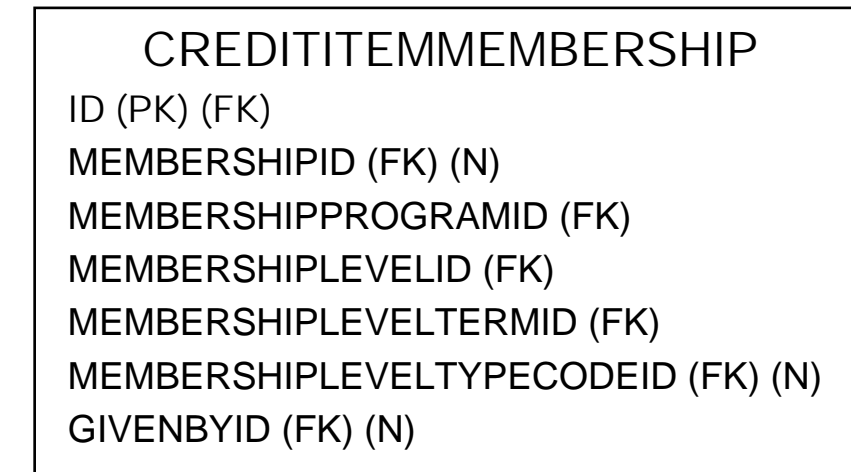 CREDITITEMMEMBERSHIP
ID (PK) (FK)
MEMBERSHIPID (FK) (N)
MEMBERSHIPPROGRAMID (FK)
MEMBERSHIPLEVELID (FK)
MEMBERSHIPLEVELTERMID (FK)
MEMBERSHIPLEVELTYPECODEID (FK) (N)
GIVENBYID (FK) (N)